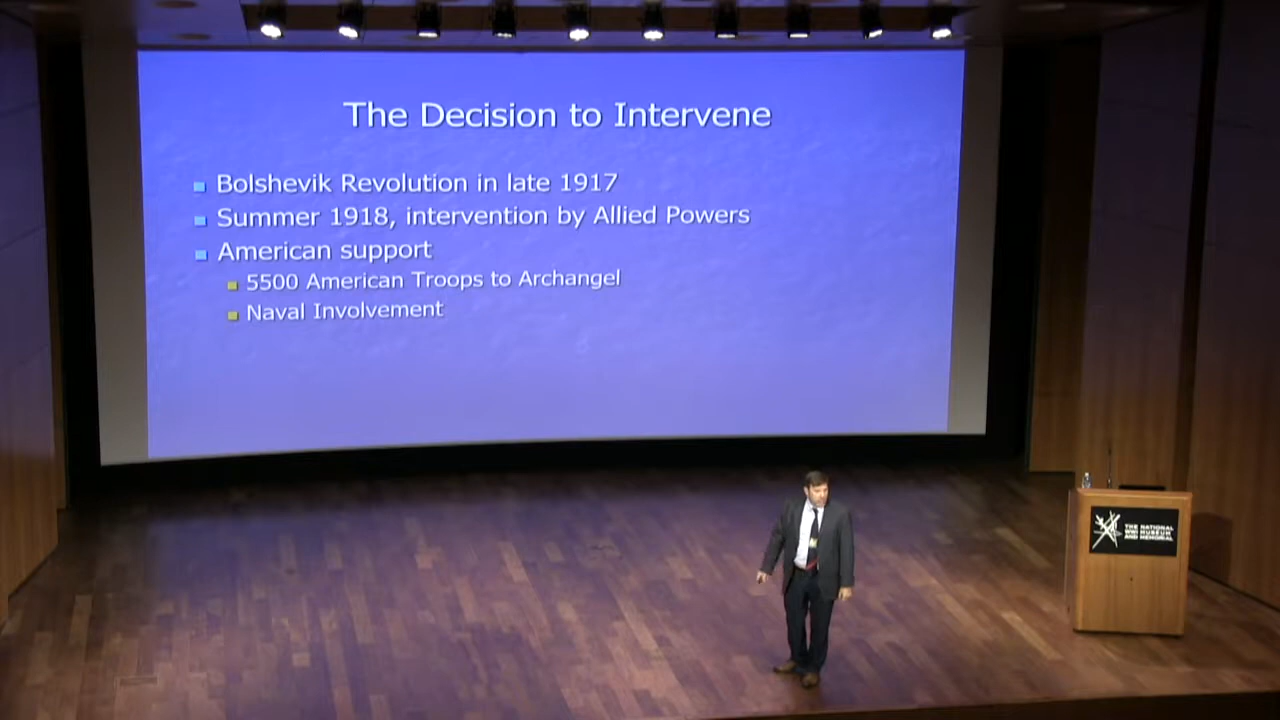 The Decision to Intervene
Bolshevik Revolution in late 1917
Summer 1918, intervention by Allied Powers
American support
5500 American Troops to Archangel
Naval Involvement
THE NATIONAL
WWI MUSEUM
AND MEMORIAL